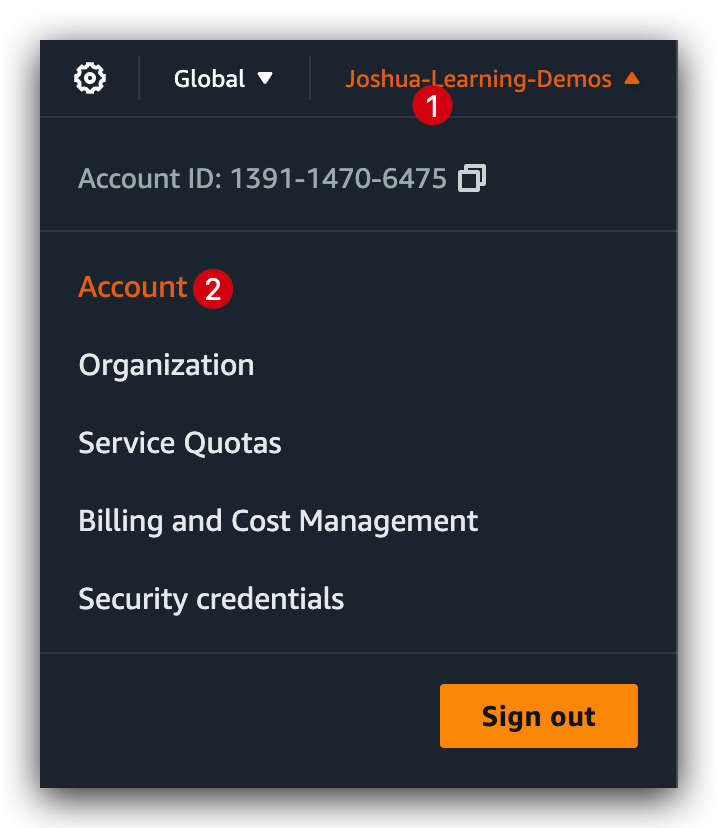 Global Joshua-Learning-Demos
1
Account ID: 1391-1470-6475
Account 2
Organization
Service Quotas
Billing and Cost Management
Security credentials
Sign out